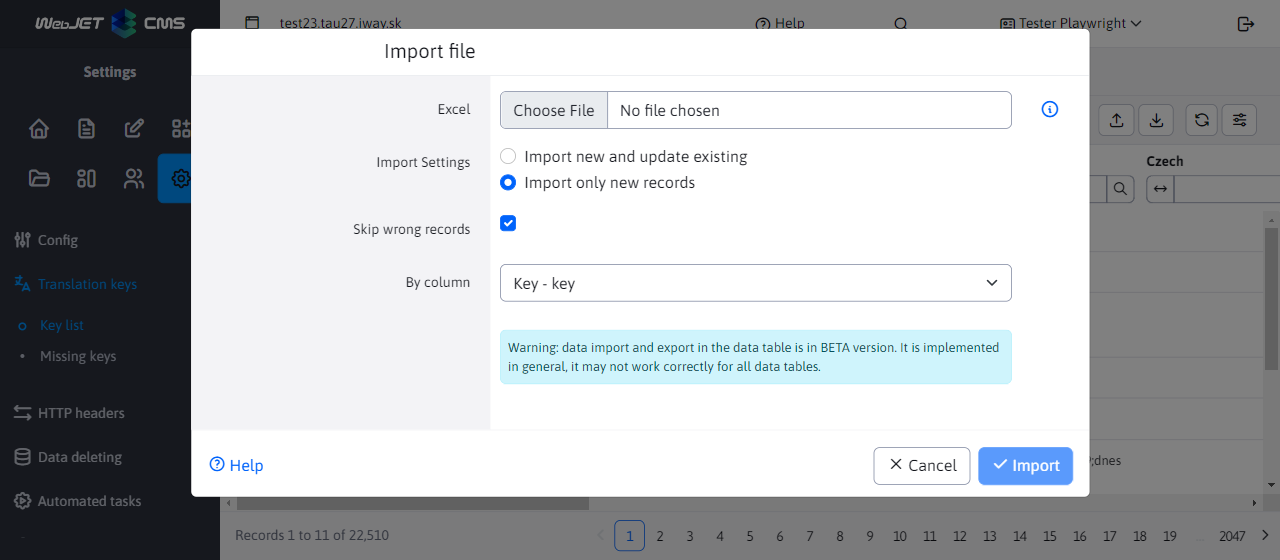 WebJET CMS
test23.tau27.iway.sk
Help
Tester Playwright
Settings
Import file
Excel
Choose File
No file chosen
Import Settings
Import new and update existing
Import only new records
Skip wrong records
By column
Key - key
Warning: data import and export in the data table is in BETA version. It is implemented
in general, it may not work correctly for all data tables.
Help
Cancel
Import
Czech
Config
Translation keys
Key list
Missing keys
HTTP headers
Data deleting
Automated tasks
;dnes
Records 1 to 11 of 22,510
1 2 3 4 5 6 7 8 9 10 11 12 13 14 15 16 17 18 19 … 2047